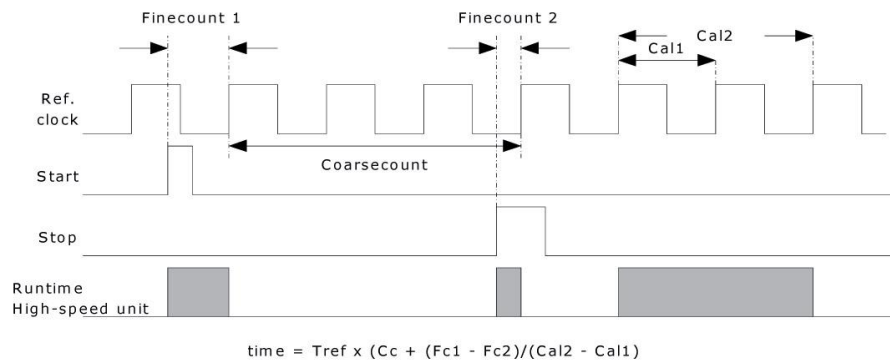 Finecount 1
Finecount 2
Cal2
Cal1
Ref.
clock
Coarsecount
Start
Stop
Runtime
High-speed unit
time = Tref x (Cc + (Fc1 - Fc2)/(Cal2 - Cal1)